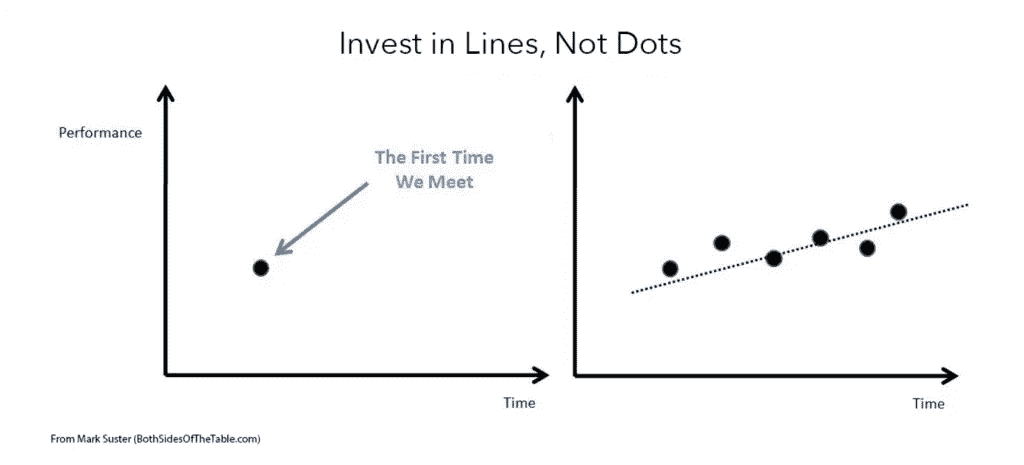 Invest in Lines, Not Dots
Performance
The First Time
We Meet
Time
Time
From Mark Suster (BothSidesOfTheTable.com)